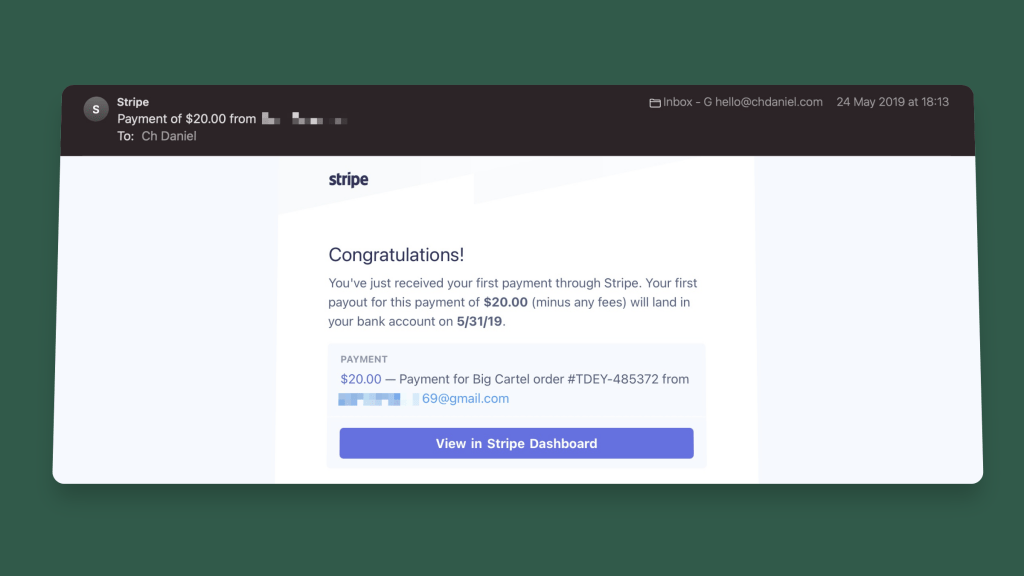 S
Stripe
Inbox - G hello@chdaniel.com 24 May 2019 at 18:13
Payment of $20.00 from
To: Ch Daniel
stripe
Congratulations!
You've just received your first payment through Stripe. Your first
payout for this payment of $20.00 (minus any fees) will land in
your bank account on 5/31/19.
PAYMENT
$20.00 — Payment for Big Cartel order #TDEY-485372 from
69@gmail.com
View in Stripe Dashboard